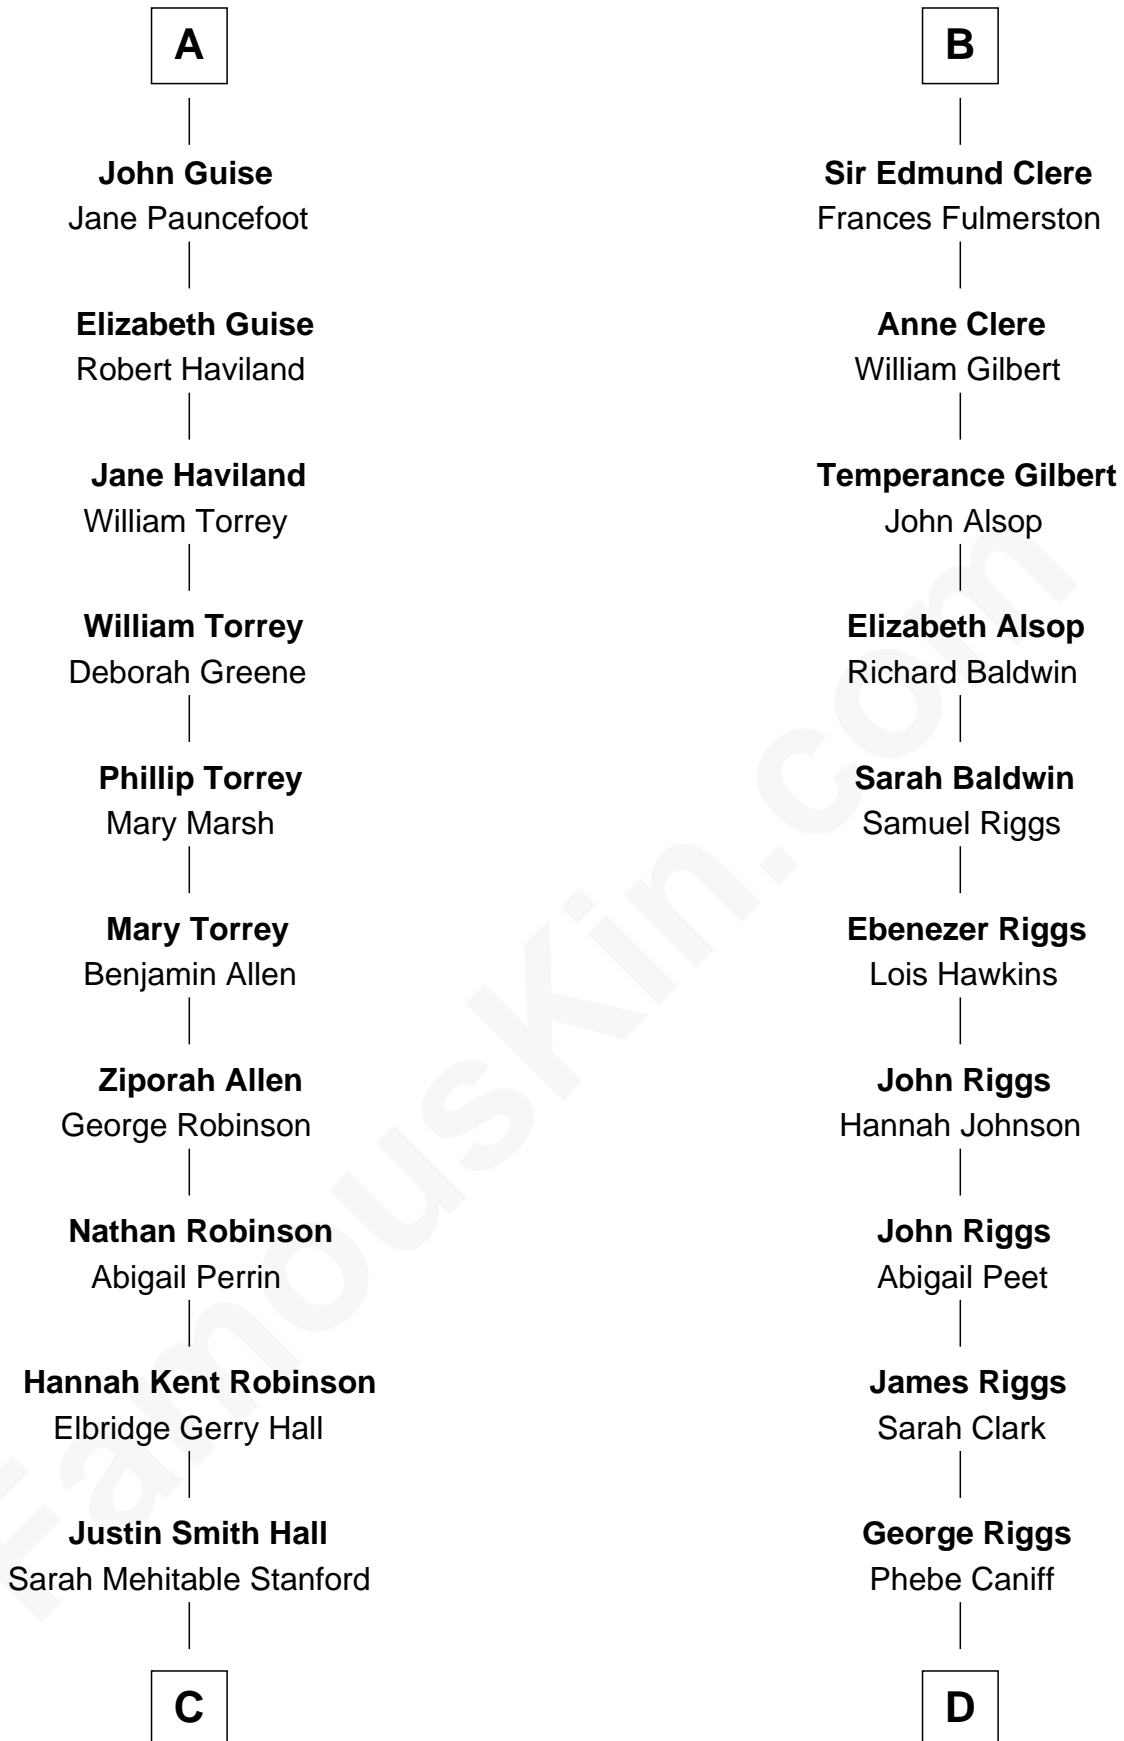 A
John Guise
Jane Pauncefoot
Elizabeth Guise
Robert Haviland
Jane Haviland
William Torrey
William Torrey
Deborah Greene
Phillip Torrey
Mary Marsh
Mary Torrey
Benjamin Allen
Ziporah Allen
George Robinson
Nathan Robinson
Abigail Perrin
Hannah Kent Robinson
Elbridge Gerry Hall
Justin Smith Hall
Sarah Mehitable Stanford
C
B
Sir Edmund Clere
Frances Fulmerston
Anne Clere
William Gilbert
Temperance Gilbert
John Alsop
Elizabeth Alsop
Richard Baldwin
Sarah Baldwin
Samuel Riggs
Ebenezer Riggs
Lois Hawkins
John Riggs
Hannah Johnson
John Riggs
Abigail Peet
James Riggs
Sarah Clark
George Riggs
Phebe Caniff
D
FamousKin.com